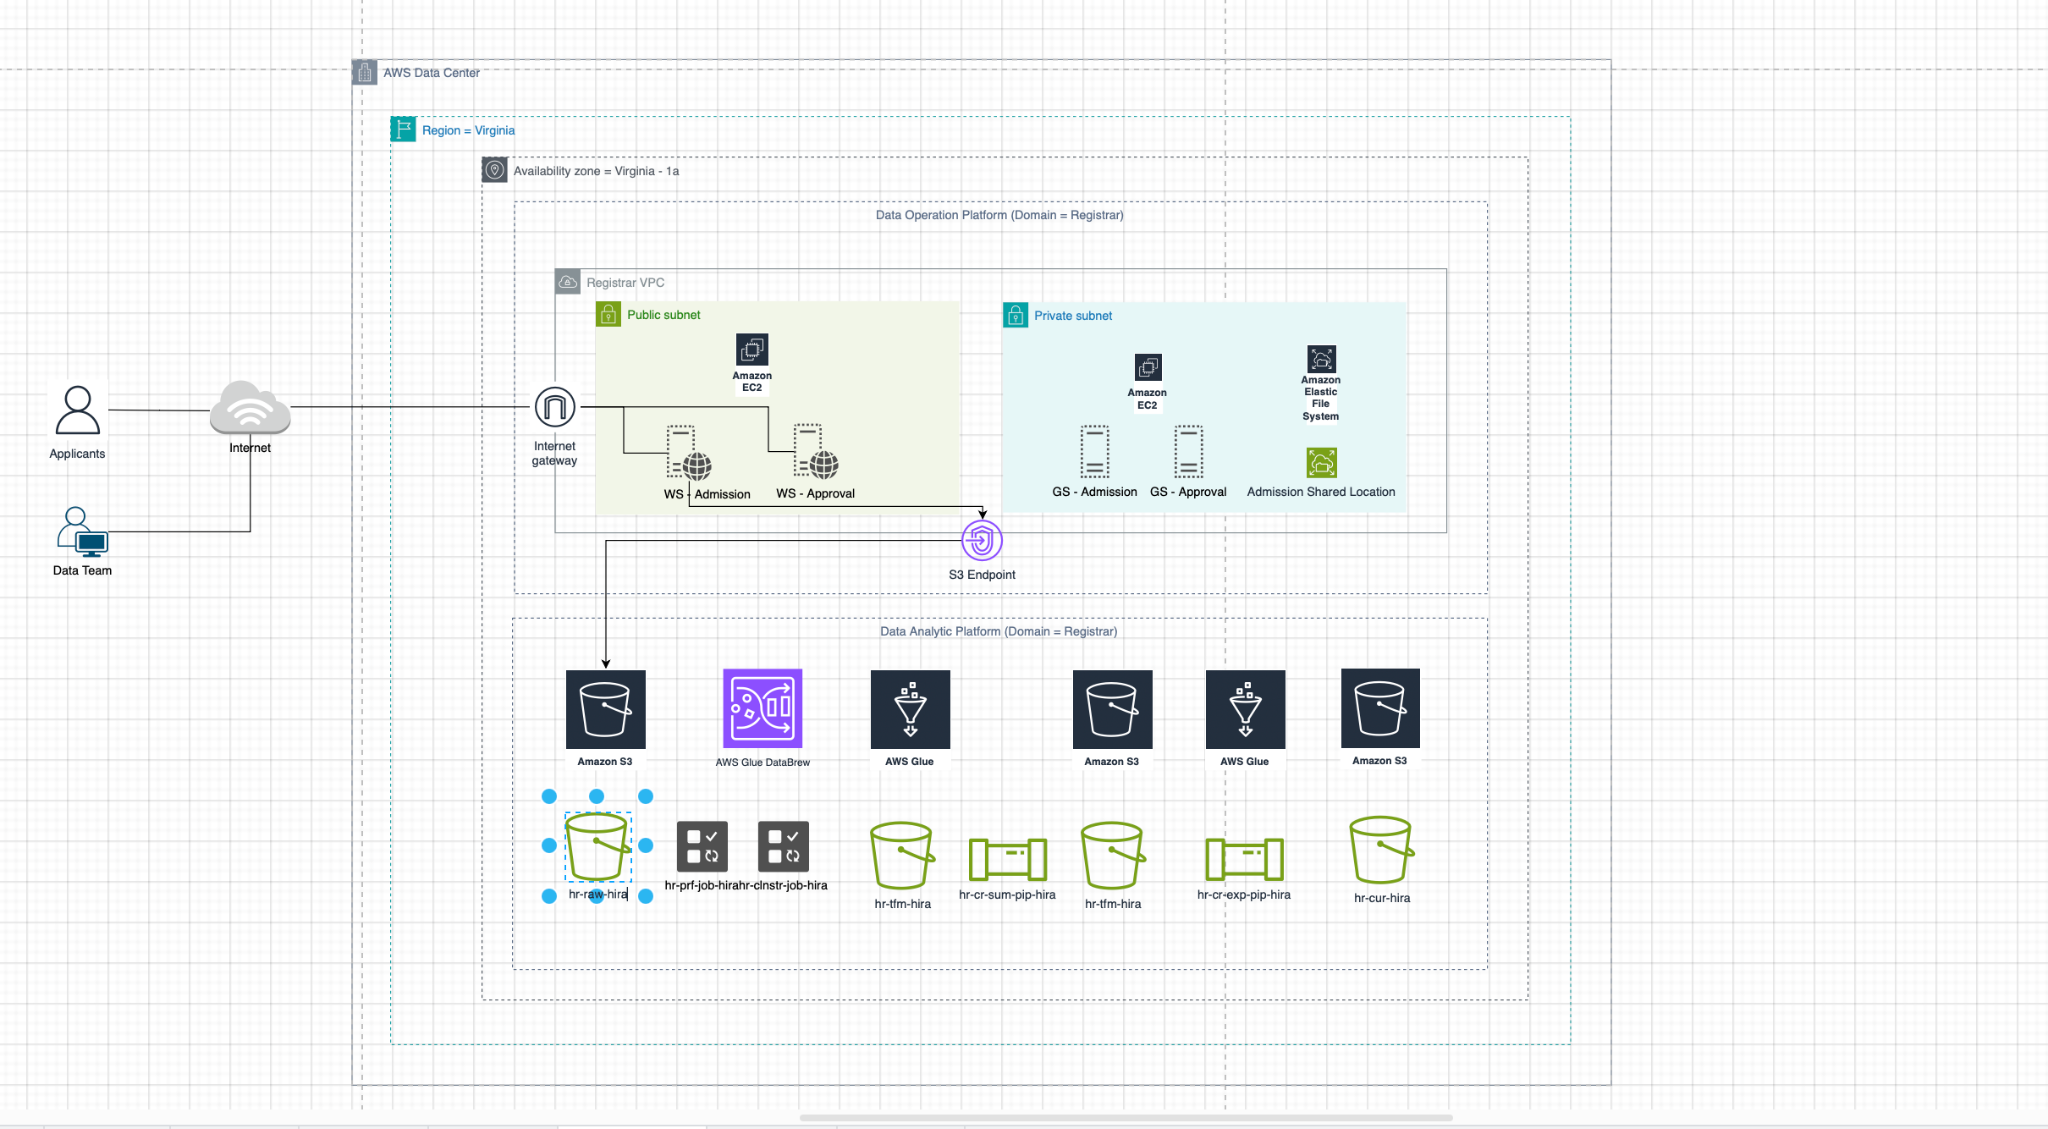 AWS Data Center
Region = Virginia
Availability zone = Virginia - 1a
Data Operation Platform (Domain = Registrar)
Registrar VPC
Public subnet
Private subnet
Amazon
EC2
Amazon
EC2
Amazon
Elastic
File
System
Applicants
Internet
Internet
gateway
WS - Admission
WS - Approval
GS - Admission
GS - Approval
Admission Shared Location
Data Team
S3 Endpoint
Data Analytic Platform (Domain = Registrar)
Amazon S3
AWS Glue DataBrew
AWS Glue
Amazon S3
AWS Glue
Amazon S3
hr-raw-hira
hr-prf-job-hira
hr-clnstr-job-hira
hr-tfm-hira
hr-cr-sum-pip-hira
hr-tfm-hira
hr-cr-exp-pip-hira
hr-cur-hira